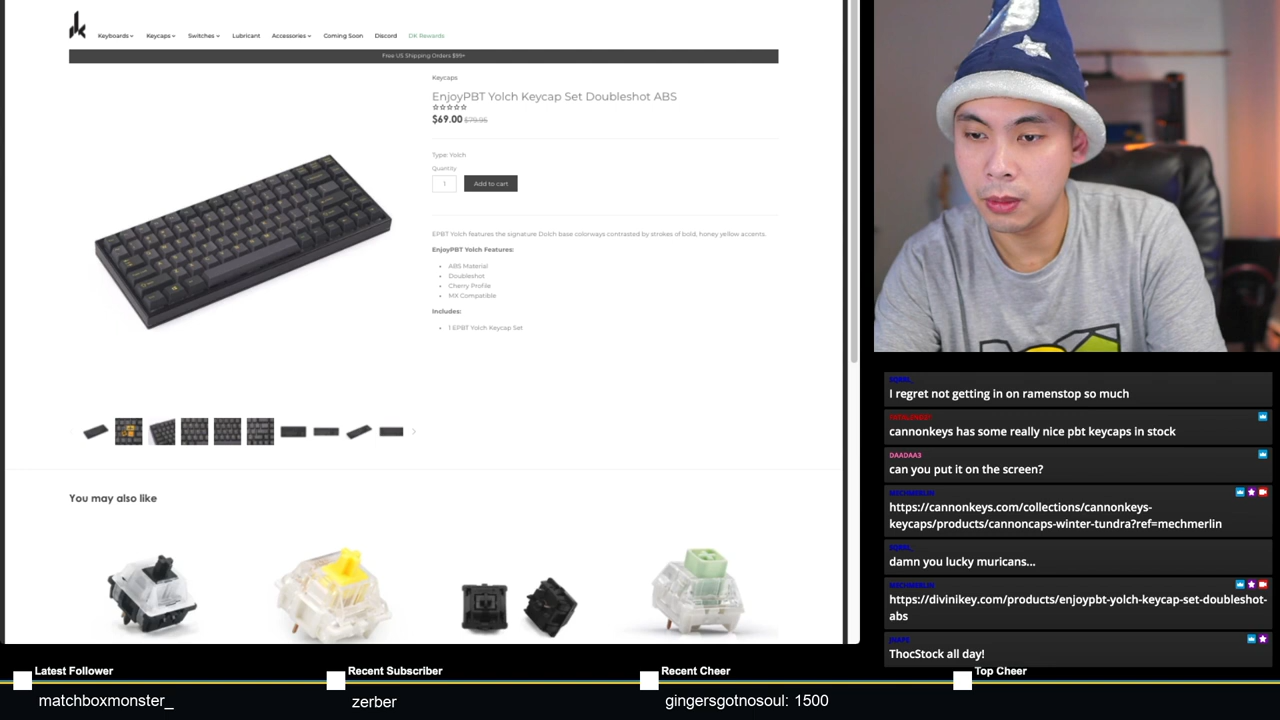 Keyboards Keycaps Switches Lubricant Accessories Coming Soon Discord DK Rewards
Free US Shipping Orders $99+
Keycaps
EnjoyPBT Yolch Keycap Set Doubleshot ABS
$69.00 $79.95
Type: Yolch
Quantity
1 Add to cart
EPBT Yolch features the signature Dolch base colorways contrasted by strokes of bold, honey yellow accents.
EnjoyPBT Yolch Features:
ABS Material
Doubleshot
Cherry Profile
MX Compatible
Includes:
1 EPBT Yolch Keycap Set
You may also like
I regret not getting in on ramenstop so much
cannonkeys has some really nice pbt keycaps in stock
DAADAA3
can you put it on the screen?
MECHMERLIN
https://cannonkeys.com/collections/cannonkeys-
keycaps/products/cannoncaps-winter-tundra?ref=mechmerlin
damn you lucky muricans...
MECHMERLIN
https://divinikey.com/products/enjoypbt-yolch-keycap-set-doubleshot-
abs
ThocStock all day!
Latest Follower Recent Subscriber Recent Cheer Top Cheer
matchboxmonster_ zerber gingersgotnosoul: 1500